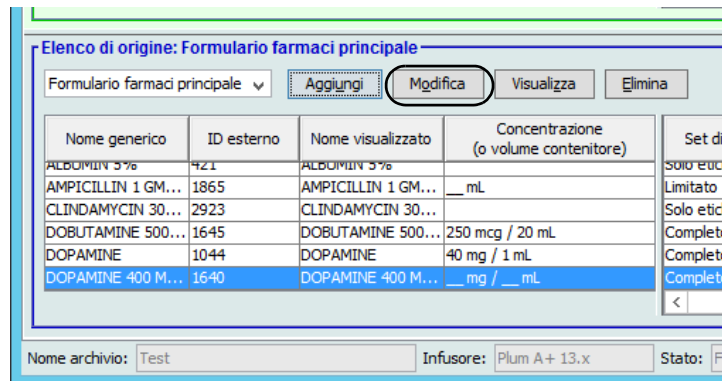 Elenco di origine: Formulario farmaci principale
Formulario farmaci principale Aggiungi Modifica Visualizza Elimina
Nome generico ID esterno Nome visualizzato Concentrazione (o volume contenitore) Set di
ALBUMIN 5% 421 ALBUMIN 5% Solo etic
AMPICILLIN 1 GM... 1865 AMPICILLIN 1 GM... __ mL Limitato
CLINDAMYCIN 30... 2923 CLINDAMYCIN 30... Solo etic
DOBUTAMINE 500... 1645 DOBUTAMINE 500... 250 mcg / 20 mL Complet
DOPAMINE 1044 DOPAMINE 40 mg / 1 mL Complet
DOPAMINE 400 M... 1640 DOPAMINE 400 M... __ mg / __ mL Complet
Nome archivio: Test Infusore: Plum A+ 13.x Stato: F